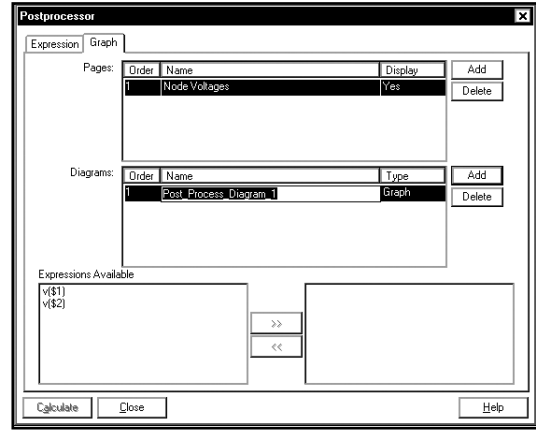 Postprocessor
Expression Graph
Pages:
Order Name Display
1 Node Voltages Yes
Add
Delete
Diagrams:
Order Name Type
1 Post_Process_Diagram_1 Graph
Add
Delete
Expressions Available
v($1)
v($2)
>>
<<
Calculate Close Help